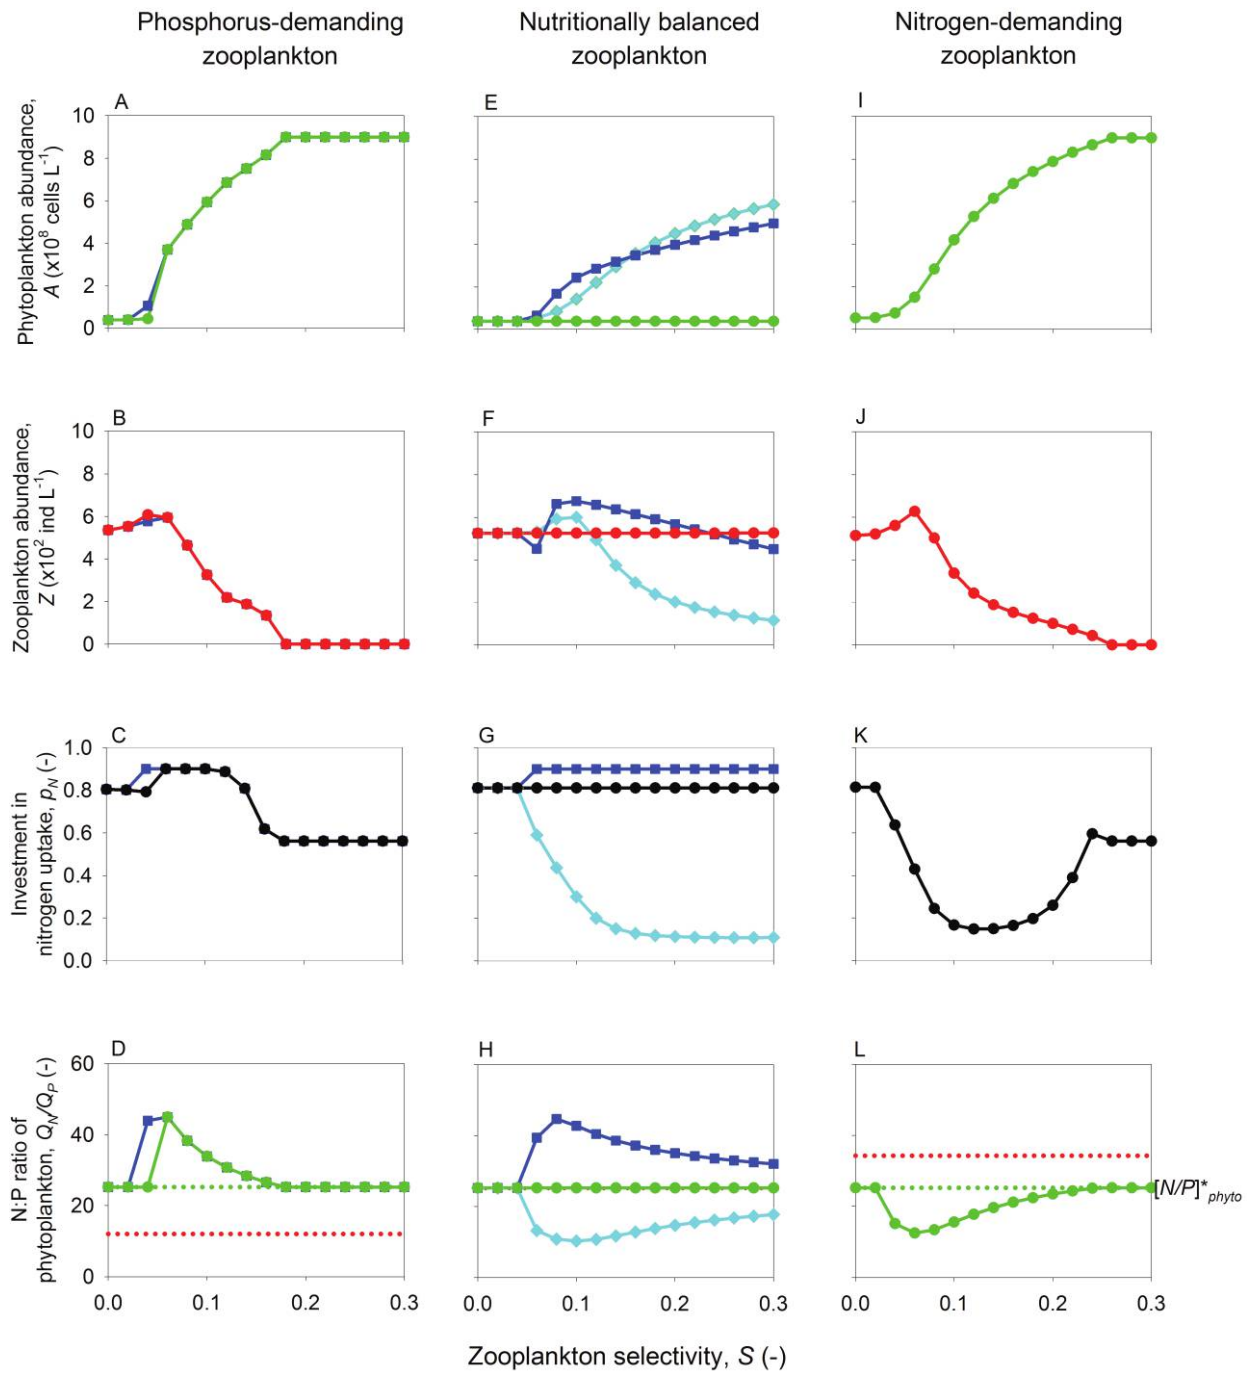 Phosphorus-demanding
zooplankton
Nutritionally balanced
zooplankton
Nitrogen-demanding
zooplankton
A
E
I
Phytoplankton abundance,
A (x10⁸ cells L⁻¹)
10
8
6
4
2
0
B
F
J
Zooplankton abundance,
Z (x10² ind L⁻¹)
10
8
6
4
2
0
C
G
K
Investment in
nitrogen uptake, p_N (-)
1.0
0.8
0.6
0.4
0.2
0.0
D
H
L
N:P ratio of
phytoplankton, Q_N/Q_P (-)
60
40
20
0
[N/P]*phyto
0.0 0.1 0.2 0.3
0.0 0.1 0.2 0.3
0.0 0.1 0.2 0.3
Zooplankton selectivity, S (-)